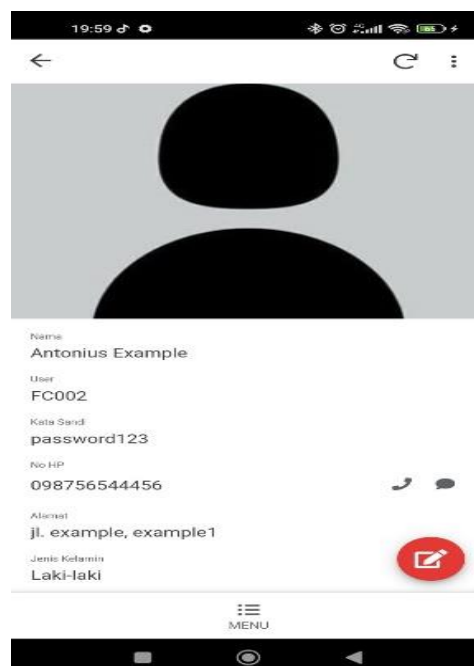 19:59
Name
Antonius Example
User
FC002
Kata Sandi
password123
No HP
098756544456
Alamat
jl. example, example1
Jenis Kelamin
Laki-laki
MENU